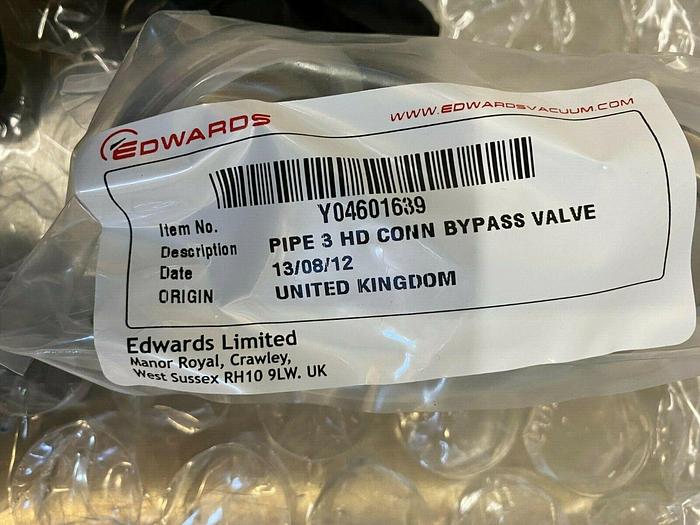 EDWARDS
WWW.EDWARDSVACUUM.COM
Item No. Y04601639
Description PIPE 3 HD CONN BYPASS VALVE
Date 13/08/12
ORIGIN UNITED KINGDOM
Edwards Limited
Manor Royal, Crawley,
West Sussex RH10 9LW. UK